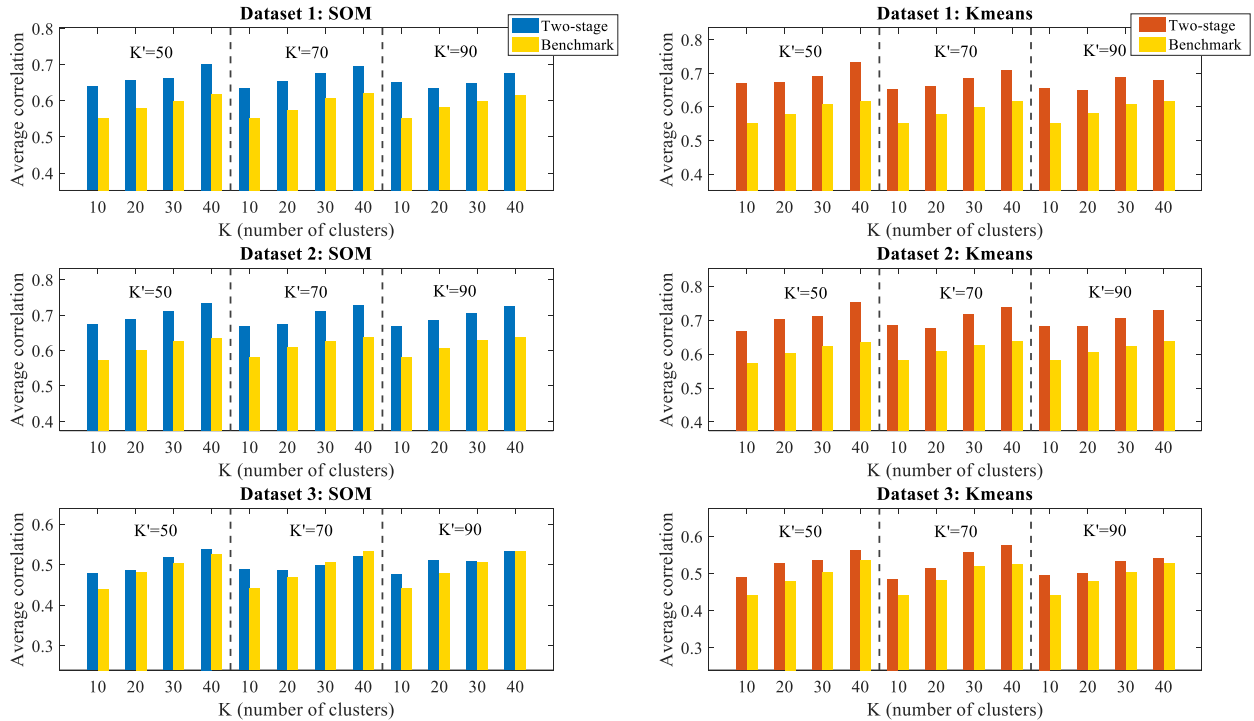 Dataset 1: SOM
Average correlation
0.8
0.7
0.6
0.5
0.4
K'=50
K'=70
K'=90
Two-stage
Benchmark
10 20 30 40 10 20 30 40 10 20 30 40
K (number of clusters)
Dataset 1: Kmeans
Average correlation
0.8
0.7
0.6
0.5
0.4
K'=50
K'=70
K'=90
Two-stage
Benchmark
10 20 30 40 10 20 30 40 10 20 30 40
K (number of clusters)
Dataset 2: SOM
Average correlation
0.8
0.7
0.6
0.5
0.4
K'=50
K'=70
K'=90
10 20 30 40 10 20 30 40 10 20 30 40
K (number of clusters)
Dataset 2: Kmeans
Average correlation
0.8
0.7
0.6
0.5
0.4
K'=50
K'=70
K'=90
10 20 30 40 10 20 30 40 10 20 30 40
K (number of clusters)
Dataset 3: SOM
Average correlation
0.6
0.5
0.4
0.3
K'=50
K'=70
K'=90
10 20 30 40 10 20 30 40 10 20 30 40
K (number of clusters)
Dataset 3: Kmeans
Average correlation
0.6
0.5
0.4
0.3
K'=50
K'=70
K'=90
10 20 30 40 10 20 30 40 10 20 30 40
K (number of clusters)